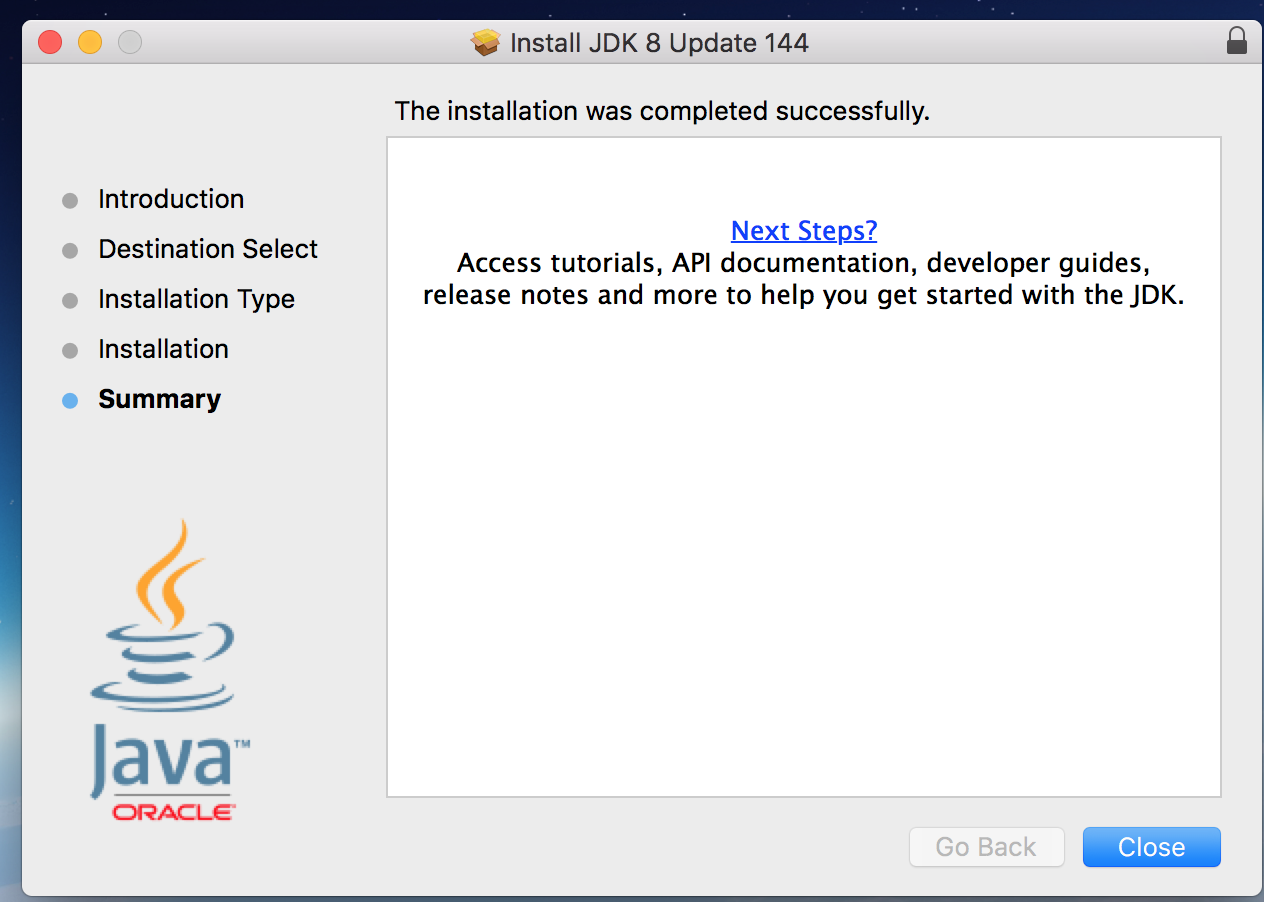 Install JDK 8 Update 144
The installation was completed successfully.
Introduction
Destination Select
Installation Type
Installation
Summary
Next Steps?
Access tutorials, API documentation, developer guides,
release notes and more to help you get started with the JDK.
Java™
ORACLE
Go Back
Close